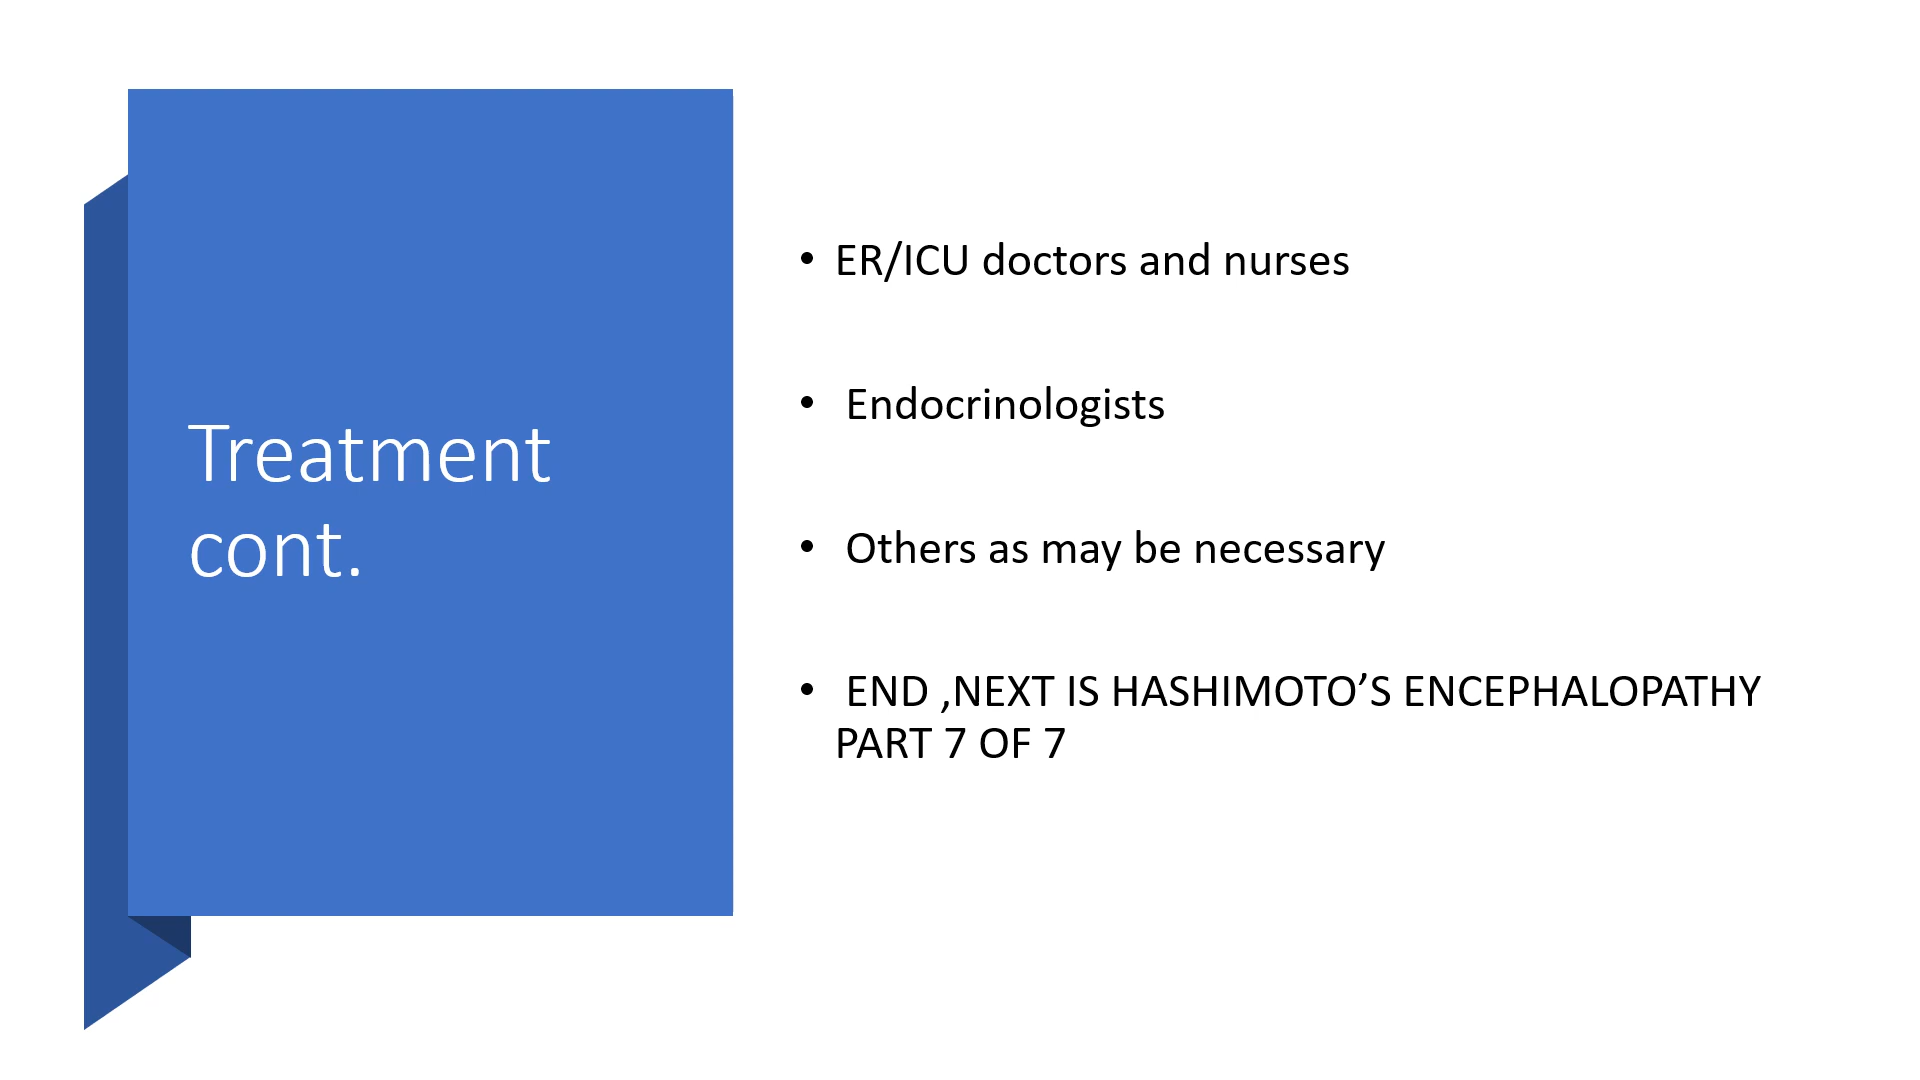 Treatment
cont.
• ER/ICU doctors and nurses
• Endocrinologists
• Others as may be necessary
• END ,NEXT IS HASHIMOTO’S ENCEPHALOPATHY
PART 7 OF 7